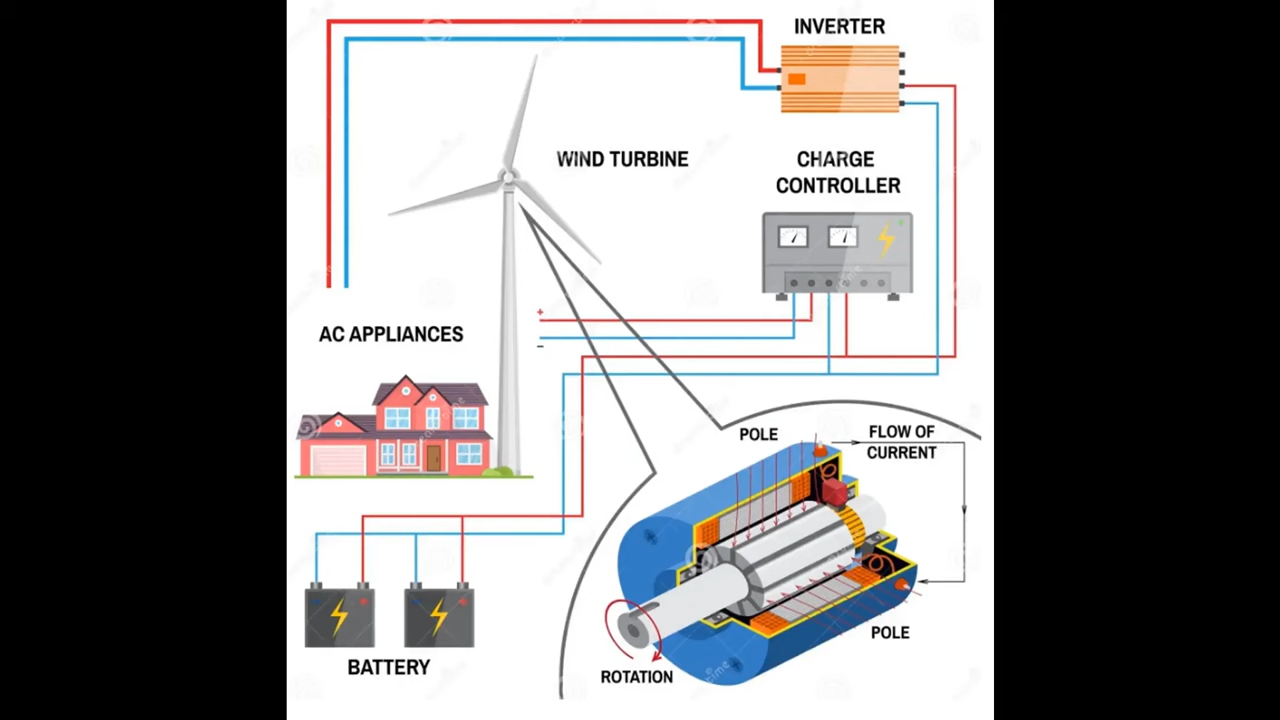 INVERTER
WIND TURBINE
CHARGE
CONTROLLER
+
−
AC APPLIANCES
POLE
FLOW OF
CURRENT
POLE
BATTERY
ROTATION